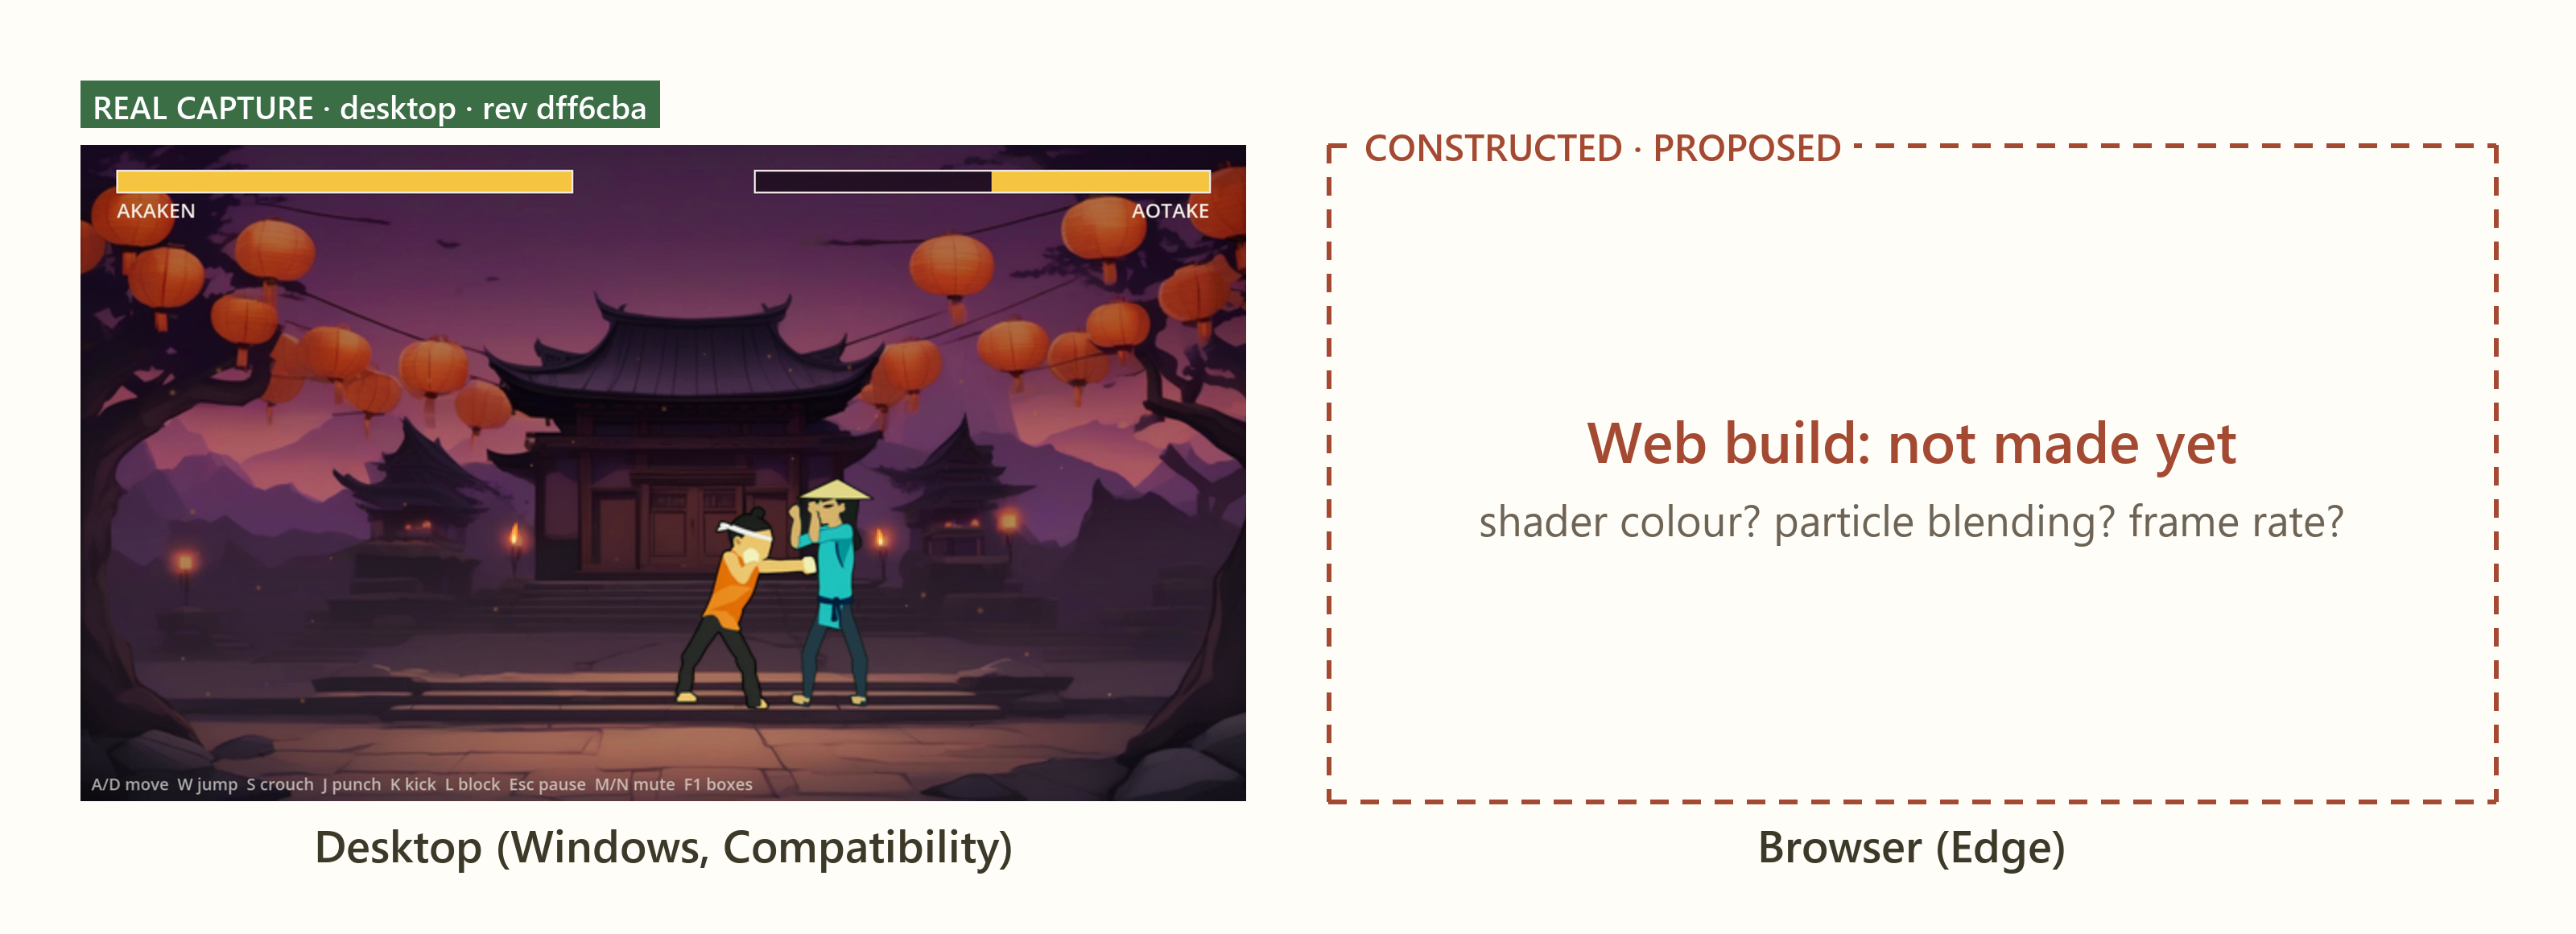 REAL CAPTURE · desktop · rev dff6cba
AKAKEN
AOTAKE
A/D move  W jump  S crouch  J punch  K kick  L block  Esc pause  M/N mute  F1 boxes
Desktop (Windows, Compatibility)
CONSTRUCTED · PROPOSED
Web build: not made yet
shader colour? particle blending? frame rate?
Browser (Edge)